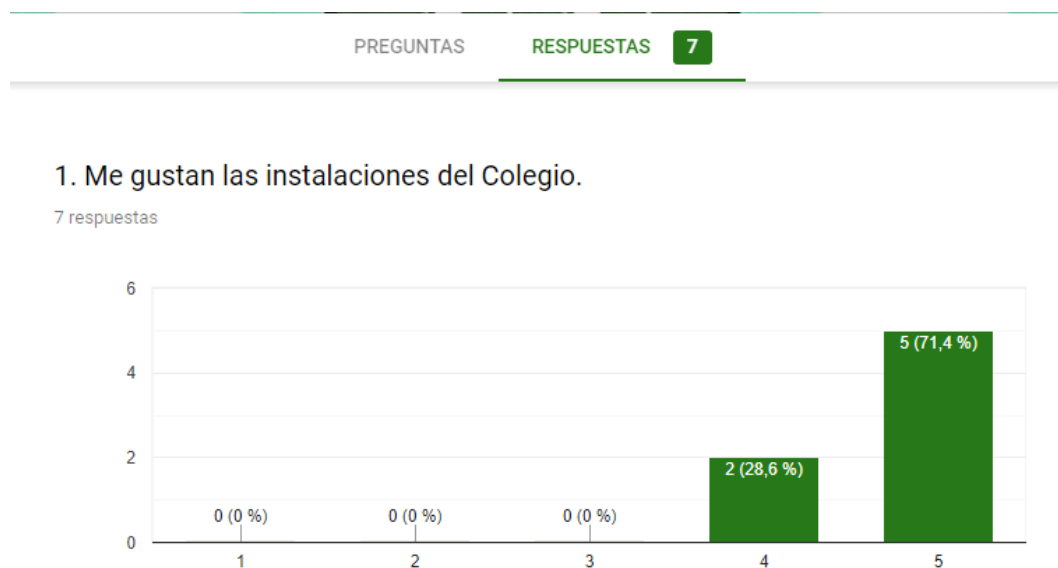 PREGUNTAS RESPUESTAS 7
1. Me gustan las instalaciones del Colegio.
7 respuestas
6
4
2
0
0 (0 %) 0 (0 %) 0 (0 %) 2 (28,6 %) 5 (71,4 %)
1 2 3 4 5